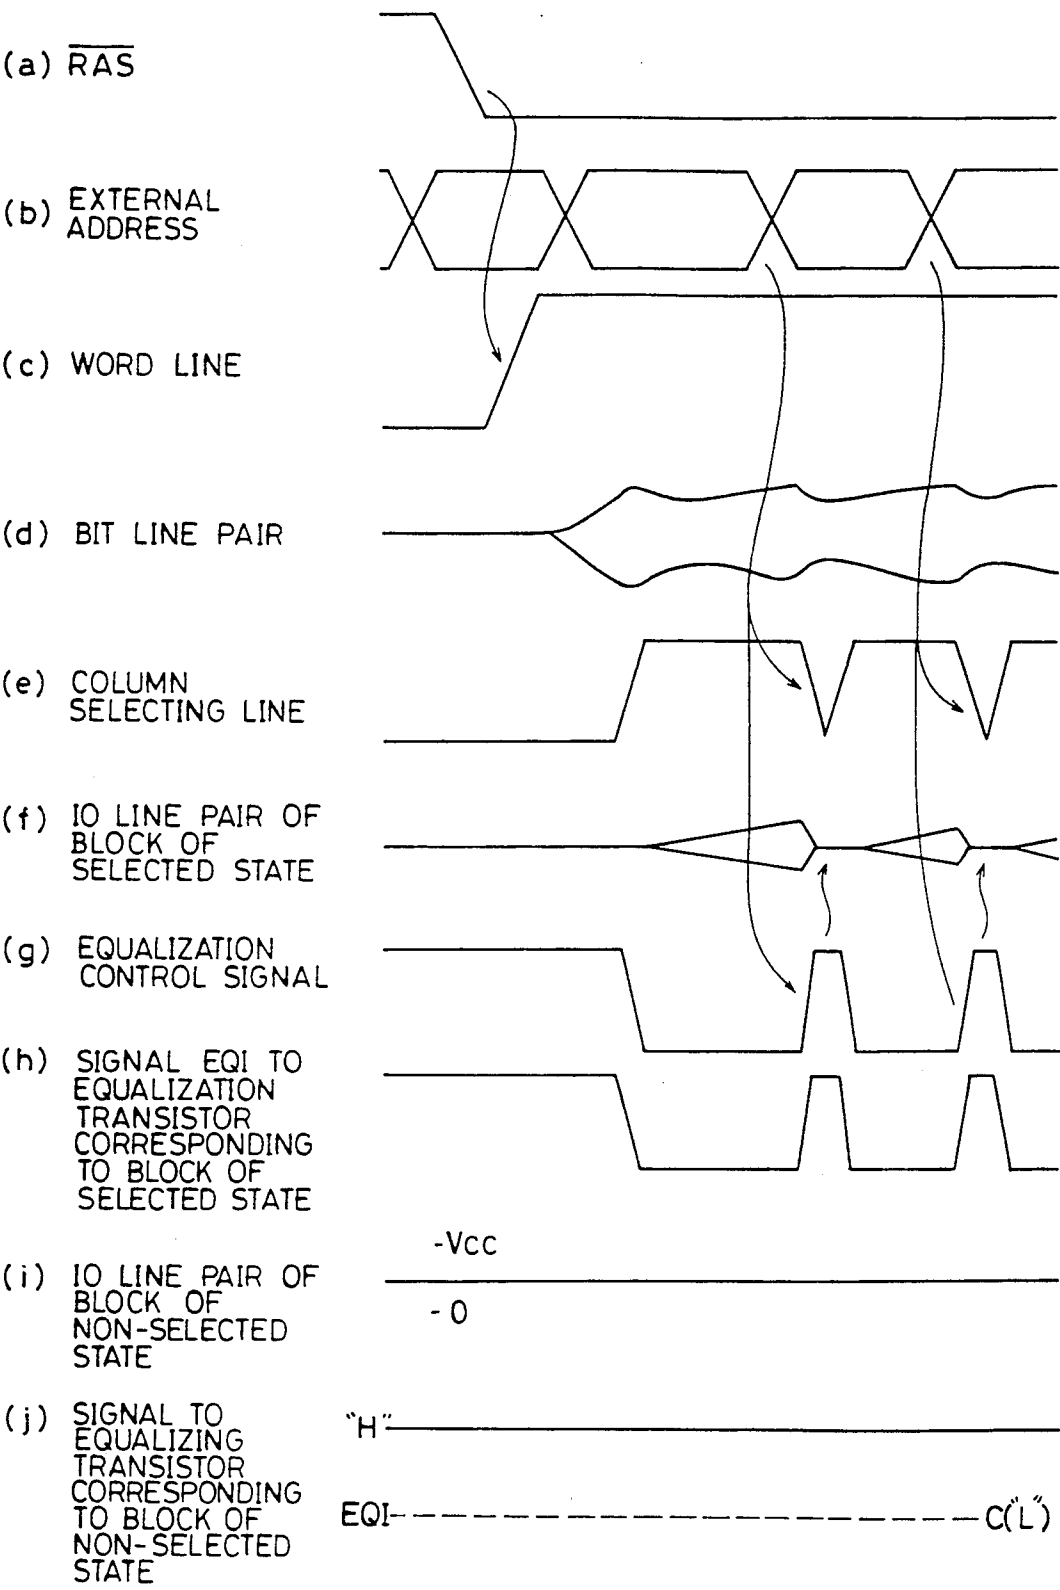 (a) RAS
(b) EXTERNAL
ADDRESS
(c) WORD LINE
(d) BIT LINE PAIR
(e) COLUMN
SELECTING LINE
(f) IO LINE PAIR OF
BLOCK OF
SELECTED STATE
(g) EQUALIZATION
CONTROL SIGNAL
(h) SIGNAL EQI TO
EQUALIZATION
TRANSISTOR
CORRESPONDING
TO BLOCK OF
SELECTED STATE
-Vcc
(i) IO LINE PAIR OF
BLOCK OF
NON-SELECTED
STATE
-0
(j) SIGNAL TO
EQUALIZING
TRANSISTOR
CORRESPONDING
TO BLOCK OF
NON-SELECTED
STATE
"H"
EQI
C("L")